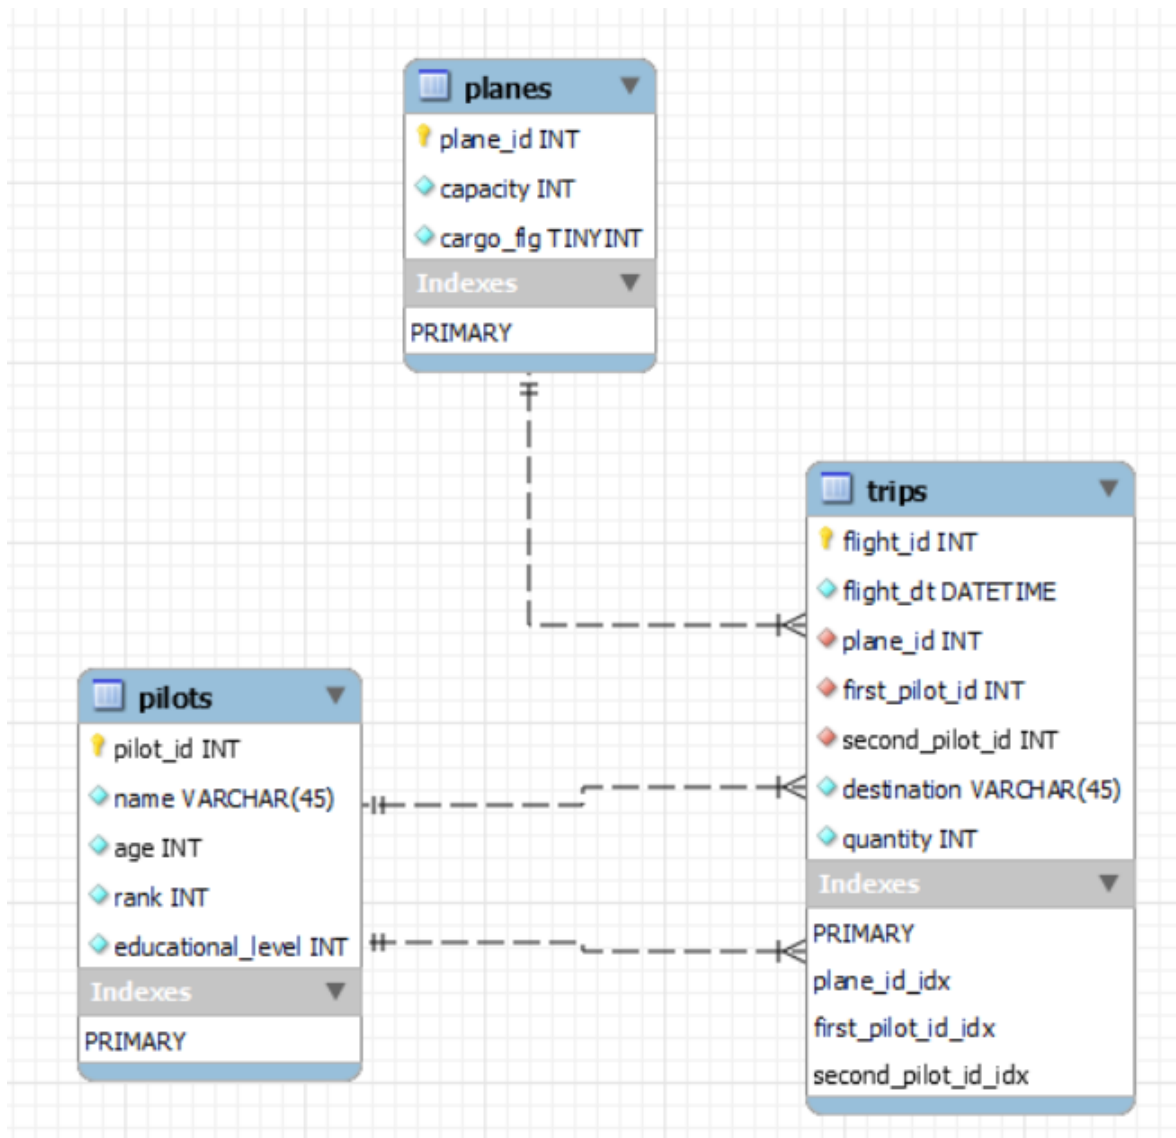 planes
plane_id INT
capacity INT
cargo_flg TINYINT
Indexes
PRIMARY
trips
flight_id INT
flight_dt DATETIME
plane_id INT
first_pilot_id INT
second_pilot_id INT
destination VARCHAR(45)
quantity INT
Indexes
PRIMARY
plane_id_idx
first_pilot_id_idx
second_pilot_id_idx
pilots
pilot_id INT
name VARCHAR(45)
age INT
rank INT
educational_level INT
Indexes
PRIMARY